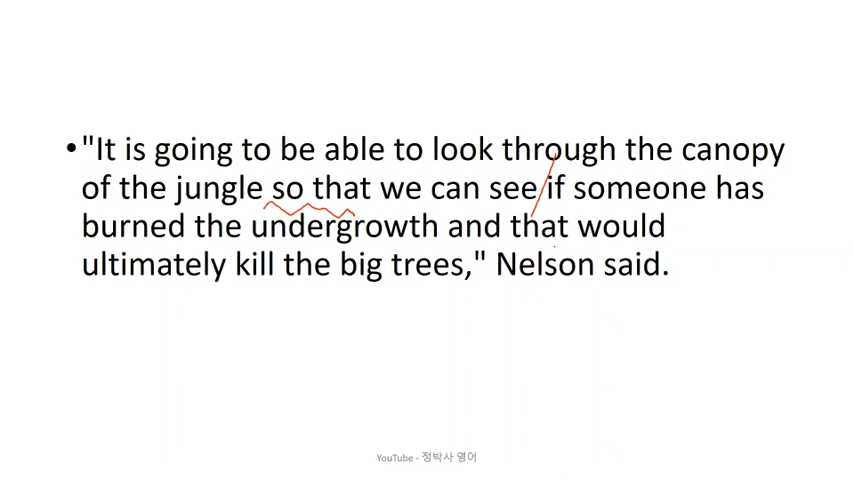 •"It is going to be able to look through the canopy
of the jungle so that we can see if someone has
burned the undergrowth and that would
ultimately kill the big trees," Nelson said.
YouTube - 정박사 영어